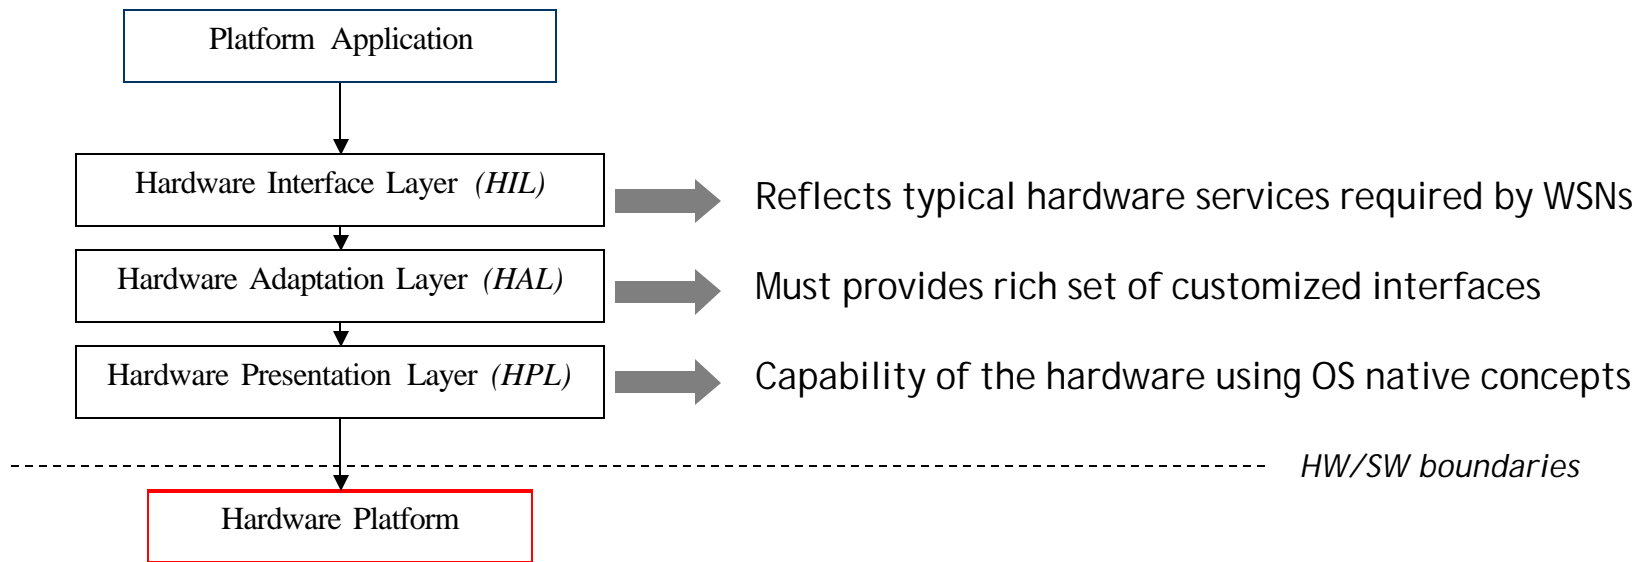 Platform Application
Hardware Interface Layer (HIL)
Reflects typical hardware services required by WSNs
Hardware Adaptation Layer (HAL)
Must provides rich set of customized interfaces
Hardware Presentation Layer (HPL)
Capability of the hardware using OS native concepts
HW/SW boundaries
Hardware Platform